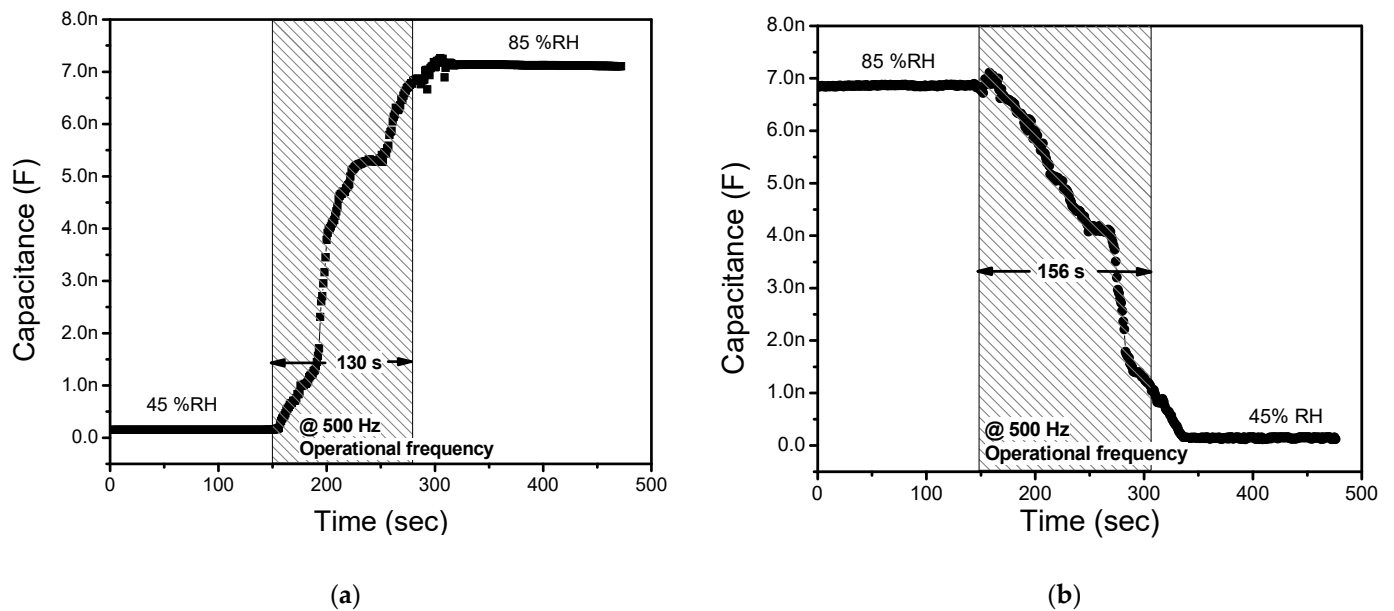 8.0n
7.0n
6.0n
5.0n
4.0n
3.0n
2.0n
1.0n
0.0
Capacitance (F)
85 %RH
130 s
45 %RH
@ 500 Hz
Operational frequency
0
100
200
300
400
500
Time (sec)
(a)
8.0n
7.0n
6.0n
5.0n
4.0n
3.0n
2.0n
1.0n
0.0
Capacitance (F)
85 %RH
156 s
45% RH
@ 500 Hz
Operational frequency
0
100
200
300
400
500
Time (sec)
(b)